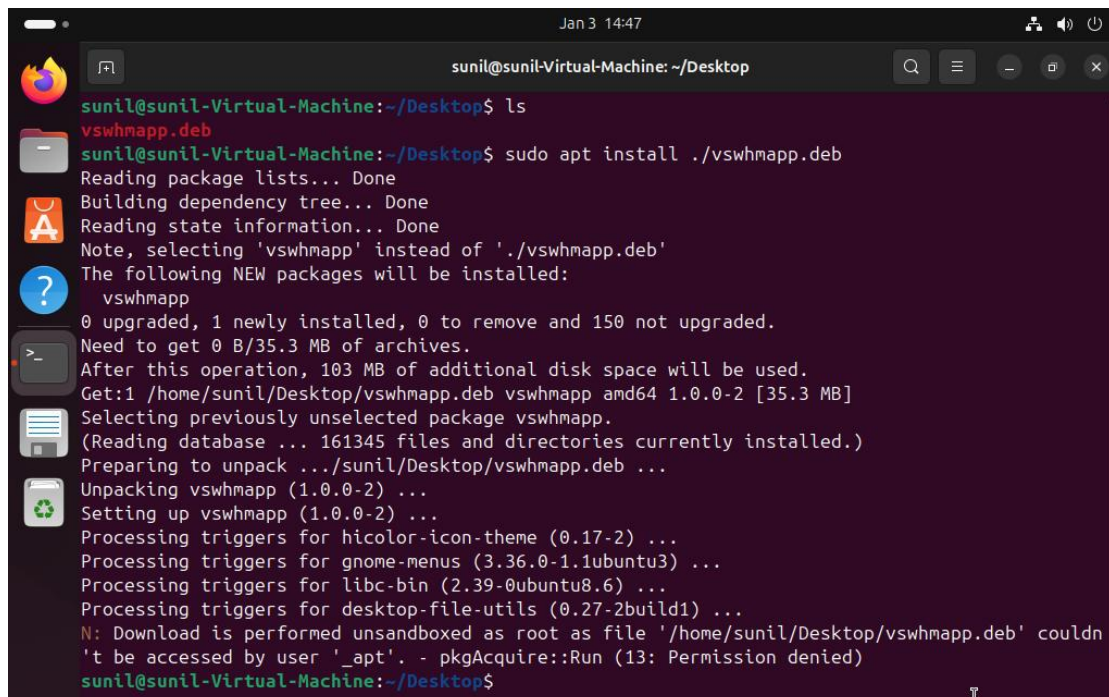 Jan 3 14:47
sunil@sunil-Virtual-Machine: ~/Desktop
sunil@sunil-Virtual-Machine:~/Desktop$ ls
vswhmapp.deb
sunil@sunil-Virtual-Machine:~/Desktop$ sudo apt install ./vswhmapp.deb
Reading package lists... Done
Building dependency tree... Done
Reading state information... Done
Note, selecting 'vswhmapp' instead of './vswhmapp.deb'
The following NEW packages will be installed:
  vswhmapp
0 upgraded, 1 newly installed, 0 to remove and 150 not upgraded.
Need to get 0 B/35.3 MB of archives.
After this operation, 103 MB of additional disk space will be used.
Get:1 /home/sunil/Desktop/vswhmapp.deb vswhmapp amd64 1.0.0-2 [35.3 MB]
Selecting previously unselected package vswhmapp.
(Reading database ... 161345 files and directories currently installed.)
Preparing to unpack .../sunil/Desktop/vswhmapp.deb ...
Unpacking vswhmapp (1.0.0-2) ...
Setting up vswhmapp (1.0.0-2) ...
Processing triggers for hicolor-icon-theme (0.17-2) ...
Processing triggers for gnome-menus (3.36.0-1.1ubuntu3) ...
Processing triggers for libc-bin (2.39-0ubuntu8.6) ...
Processing triggers for desktop-file-utils (0.27-2build1) ...
N: Download is performed unsandboxed as root as file '/home/sunil/Desktop/vswhmapp.deb' couldn
't be accessed by user '_apt'. - pkgAcquire::Run (13: Permission denied)
sunil@sunil-Virtual-Machine:~/Desktop$